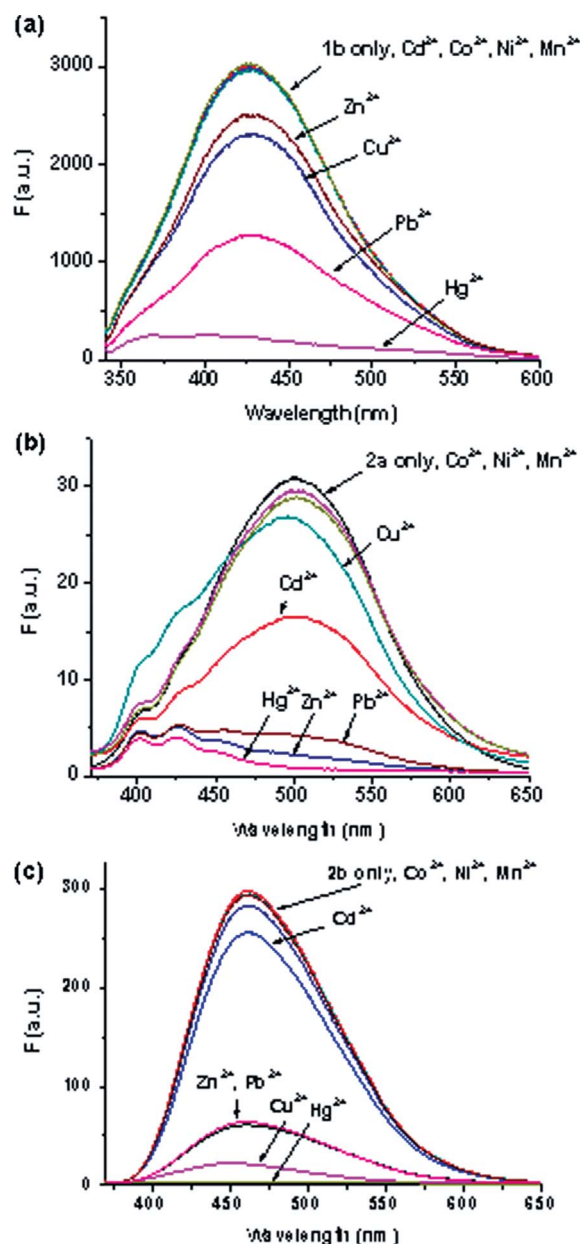 (a)
1b only, Cd²⁺, Co²⁺, Ni²⁺, Mn²⁺
3000
Zn²⁺
Cu²⁺
2000
Pb²⁺
F (a.u.)
1000
Hg²⁺
0
350 400 450 500 550 600
Wavelength (nm)
(b)
2a only, Co²⁺, Ni²⁺, Mn²⁺
30
Cu²⁺
20
Cd²⁺
F (a.u.)
10
Hg²⁺ Zn²⁺ Pb²⁺
0
400 450 500 550 600 650
Wavelength (nm)
(c)
300
2b only, Co²⁺, Ni²⁺, Mn²⁺
Cd²⁺
200
F (a.u.)
100
Zn²⁺, Pb²⁺
Cu²⁺
Hg²⁺
0
400 450 500 550 600 650
Wavelength (nm)